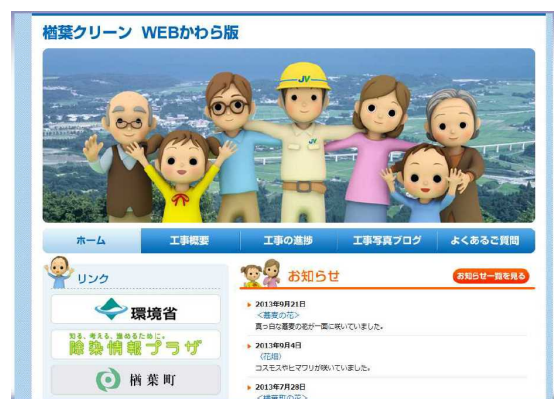 楢葉クリーン WEBかわら版
JV
JV
ホーム
工事概要
工事の進捗
工事写真ブログ
よくあるご質問
リンク
環境省
知る、考える、進めるために。
除染情報プラザ
楢葉町
お知らせ
お知らせ一覧を見る
2013年9月21日
＜蕎麦の花＞
真っ白な蕎麦の花が一面に咲いていました。
2013年9月4日
（花畑）
コスモスやヒマワリが咲いていました。
2013年7月28日